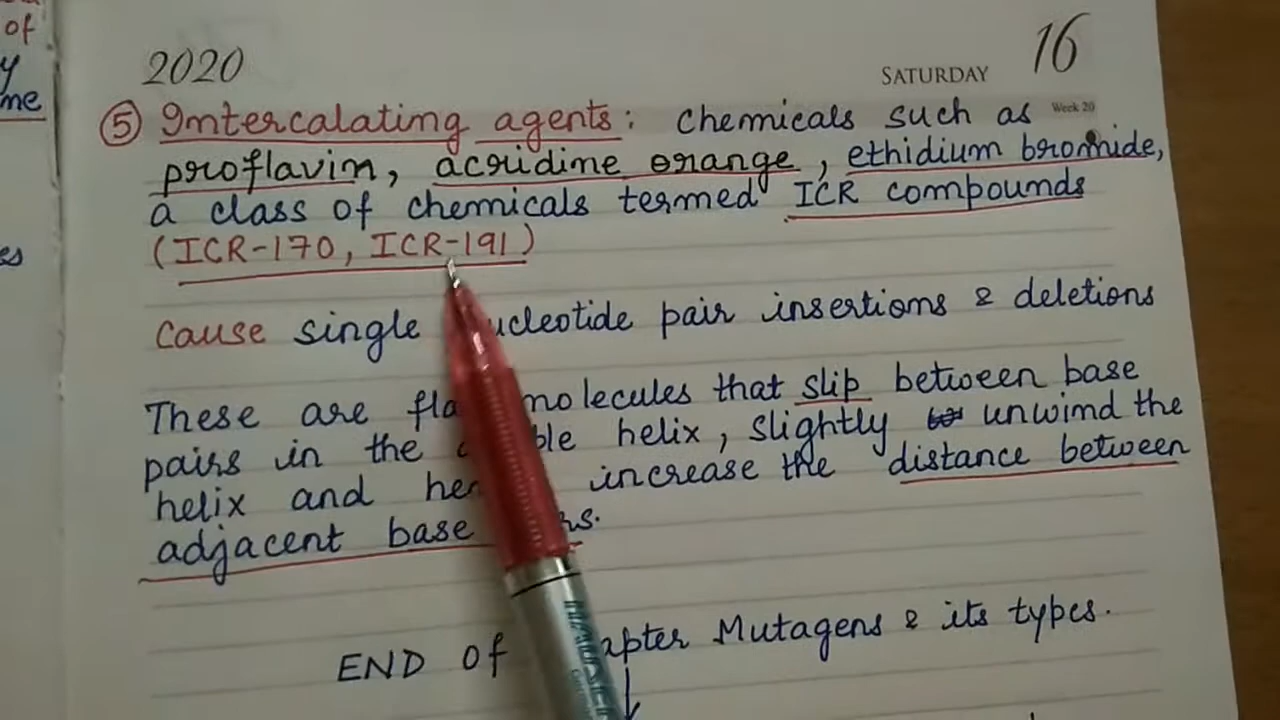 of
y
me
es
2020
SATURDAY 16
Week 20
⑤ Intercalating agents: chemicals such as
proflavin, acridine orange, ethidium bromide,
a class of chemicals termed ICR compounds
(ICR-170, ICR-191)
cause single ucleotide pair insertions & deletions
These are fla molecules that slip between base
pairs in the ble helix, slightly unwind the
helix and he increase the distance between
adjacent base rs.
END OF apter Mutagens & its types.